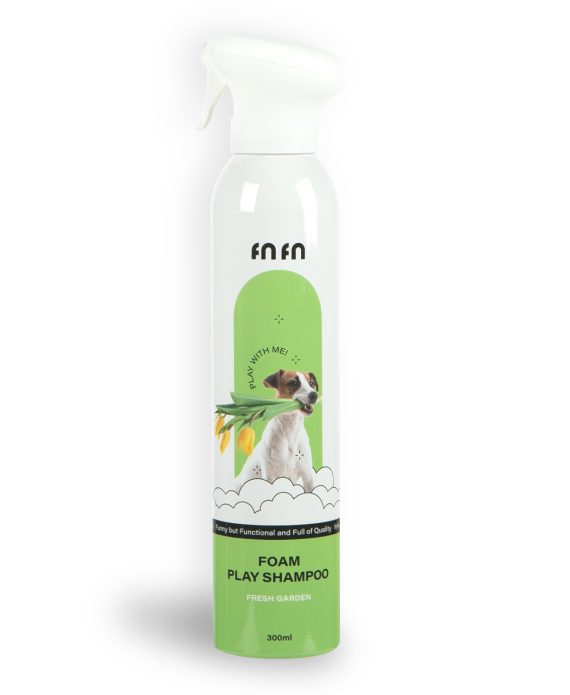 fn fn
PLAY WITH ME!
Funny but Functional and Full of Quality
FOAM
PLAY SHAMPOO
FRESH GARDEN
300ml